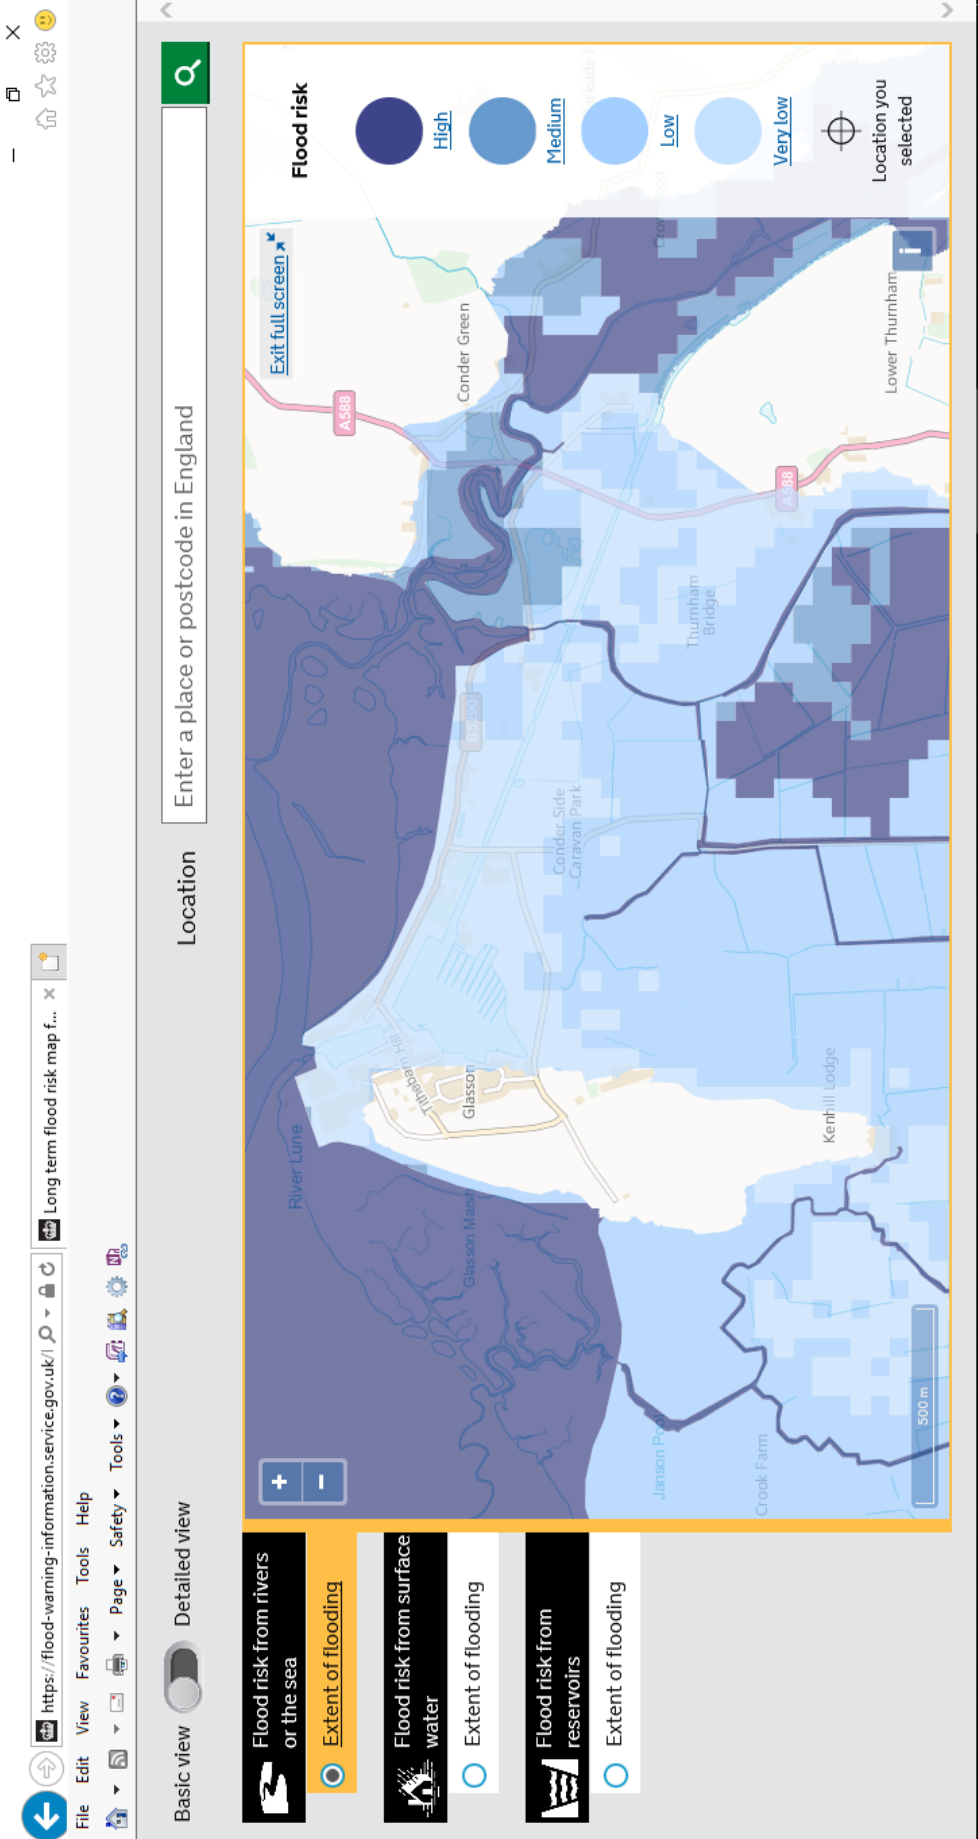 https://flood-warning-information.service.gov.uk/l
Long term flood risk map f...
File Edit View Favourites Tools Help
Page Safety Tools
Basic view
Detailed view
Location
Enter a place or postcode in England
Flood risk from rivers
or the sea
Extent of flooding
Flood risk from surface
water
Extent of flooding
Flood risk from
reservoirs
Extent of flooding
+
−
Exit full screen
River Lune
A588
Conder Green
Tithebarn Hill
Glasson
Glasson Marsh
Conder Side
Caravan Park
Thurnham
Bridge
A588
Janson Pool
Crook Farm
Kenhill Lodge
Lower Thurnham
500 m
i
Flood risk
High
Medium
Low
Very low
Location you
selected